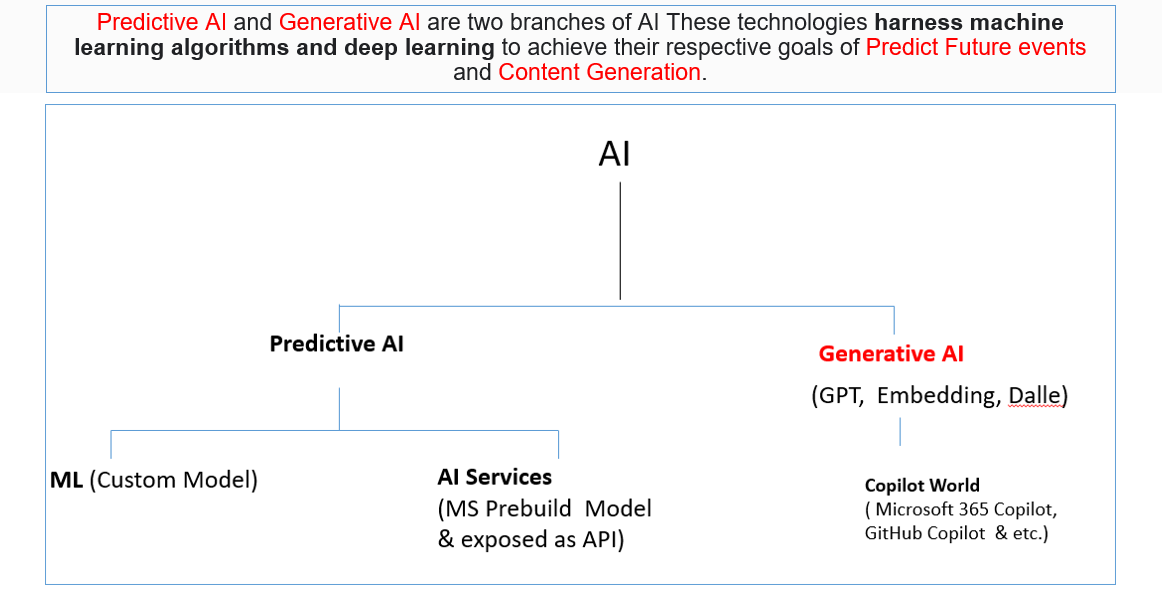 Predictive AI and Generative AI are two branches of AI These technologies harness machine
learning algorithms and deep learning to achieve their respective goals of Predict Future events
and Content Generation.
AI
Predictive AI
Generative AI
(GPT,  Embedding, Dalle)
ML (Custom Model)
AI Services
(MS Prebuild  Model
& exposed as API)
Copilot World
( Microsoft 365 Copilot,
GitHub Copilot  & etc.)